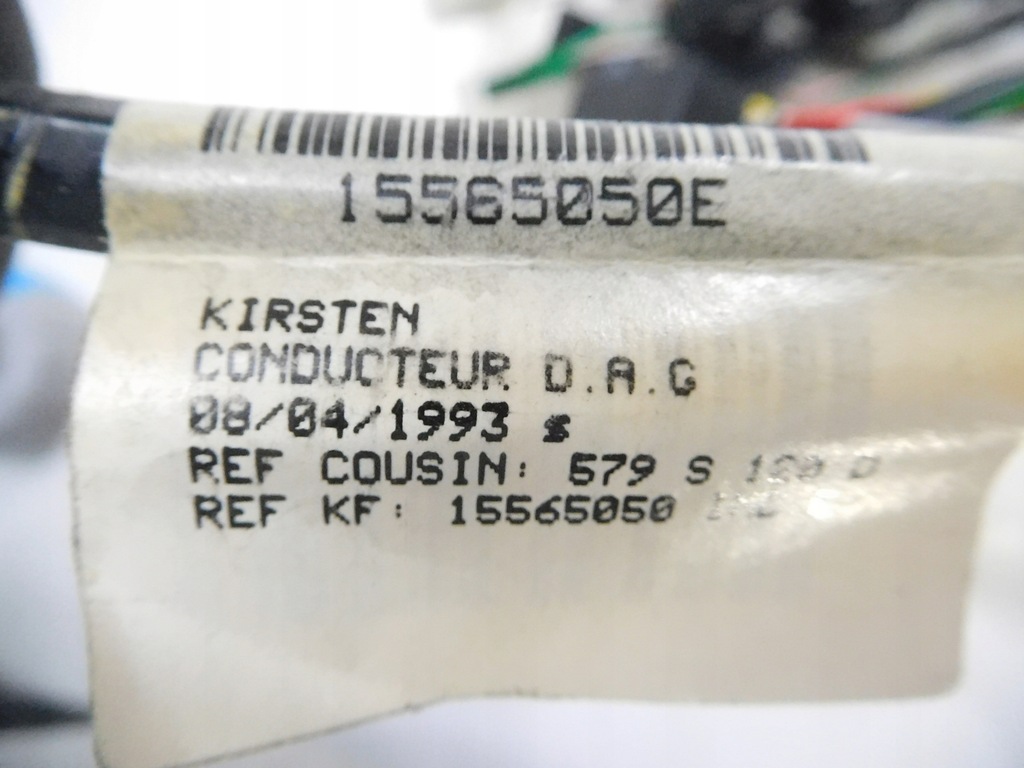 15565050E
KIRSTEN
CONDUCTEUR D.A.G
08/04/1993
REF COUSIN: 579 S
REF KF: 15565050